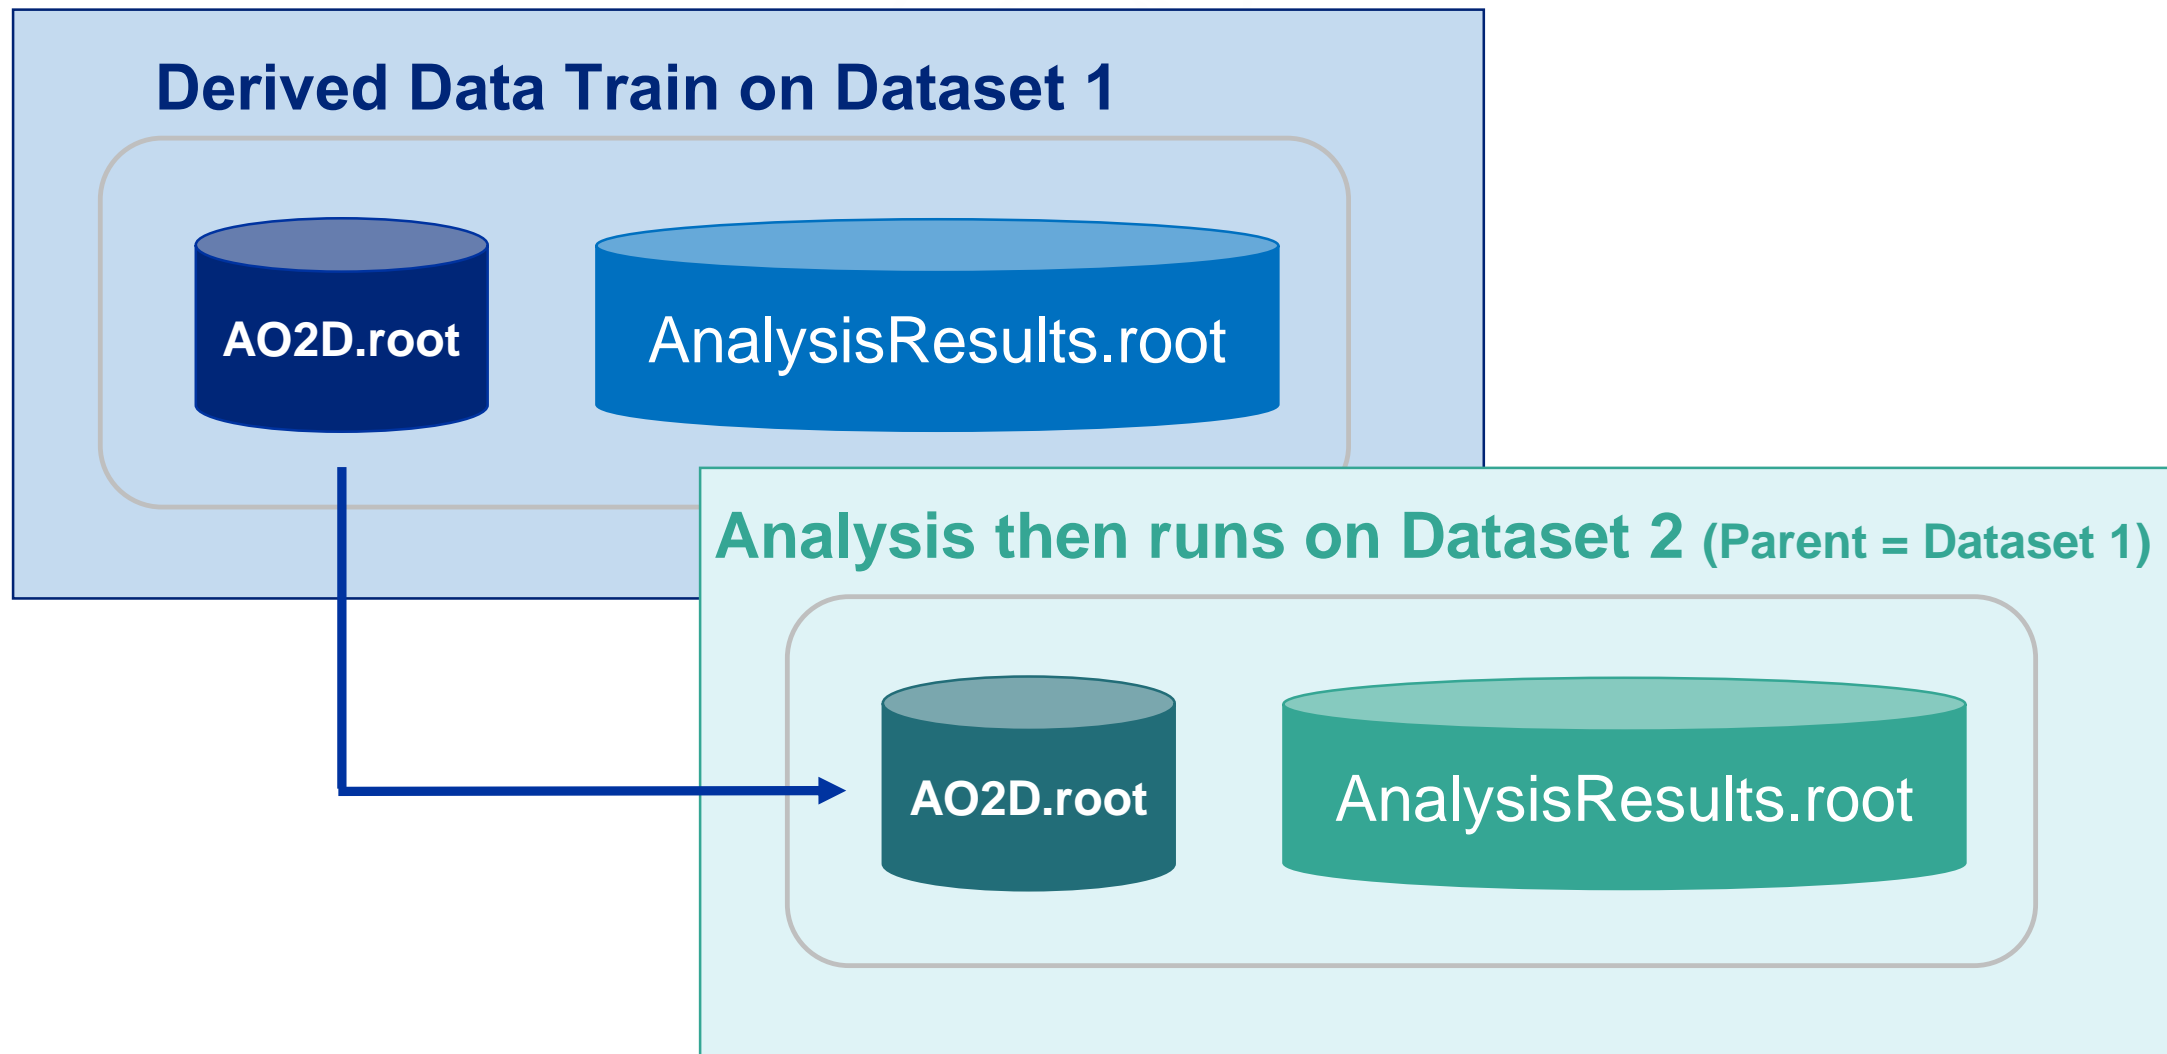 Derived Data Train on Dataset 1
AO2D.root
AnalysisResults.root
Analysis then runs on Dataset 2 (Parent = Dataset 1)
AO2D.root
AnalysisResults.root